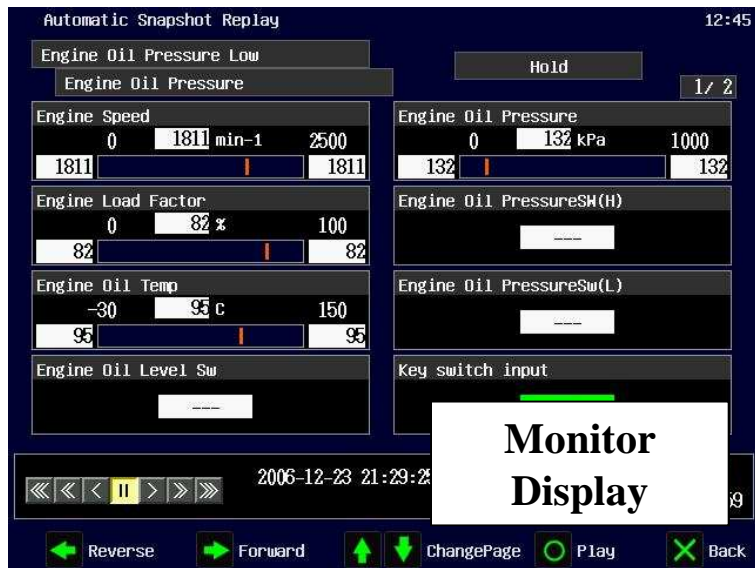 Automatic Snapshot Replay 12:45
Engine Oil Pressure Low
Hold
Engine Oil Pressure
1/ 2
Engine Speed
0 1811 min-1 2500
1811 1811
Engine Oil Pressure
0 132 kPa 1000
132 132
Engine Load Factor
0 82 % 100
82 82
Engine Oil PressureSW(H)
---
Engine Oil Temp
-30 95 C 150
95 95
Engine Oil PressureSw(L)
---
Engine Oil Level Sw
---
Key switch input
Monitor
Display
2006-12-23 21:29:25
Reverse Forward ChangePage Play Back